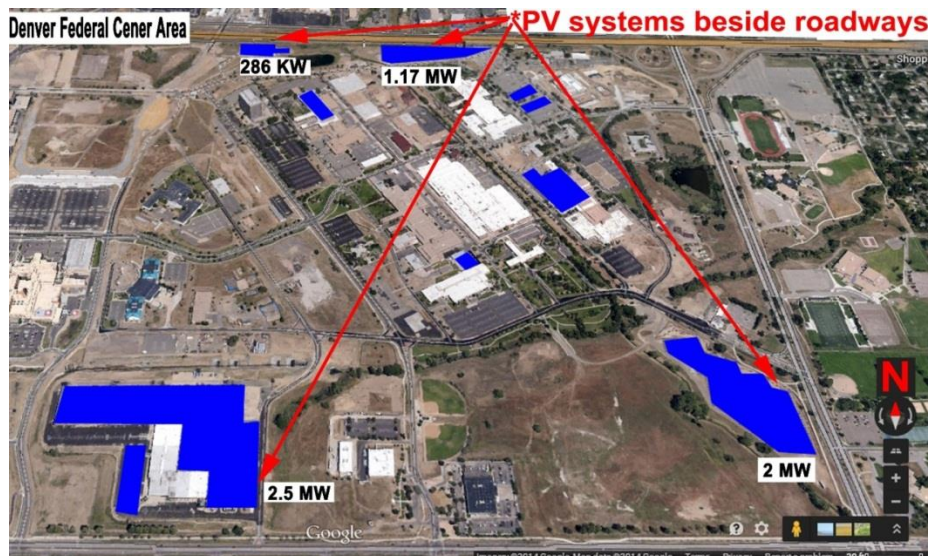 Denver Federal Cener Area
*PV systems beside roadways
286 KW
1.17 MW
Shopp
N
2.5 MW
2 MW
Google